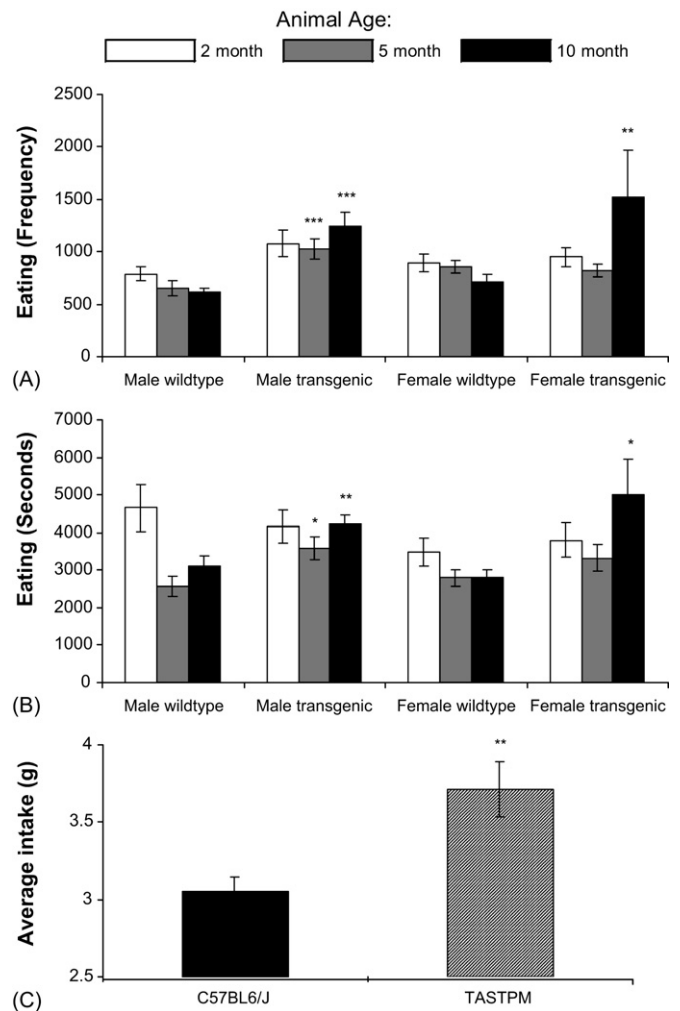 Animal Age:
2 month 5 month 10 month
Eating (Frequency)
2500
2000
1500
1000
500
0
*** *** **
(A) Male wildtype Male transgenic Female wildtype Female transgenic
Eating (Seconds)
7000
6000
5000
4000
3000
2000
1000
0
* ** *
(B) Male wildtype Male transgenic Female wildtype Female transgenic
Average intake (g)
4
3.5
3
2.5
**
(C) C57BL6/J TASTPM